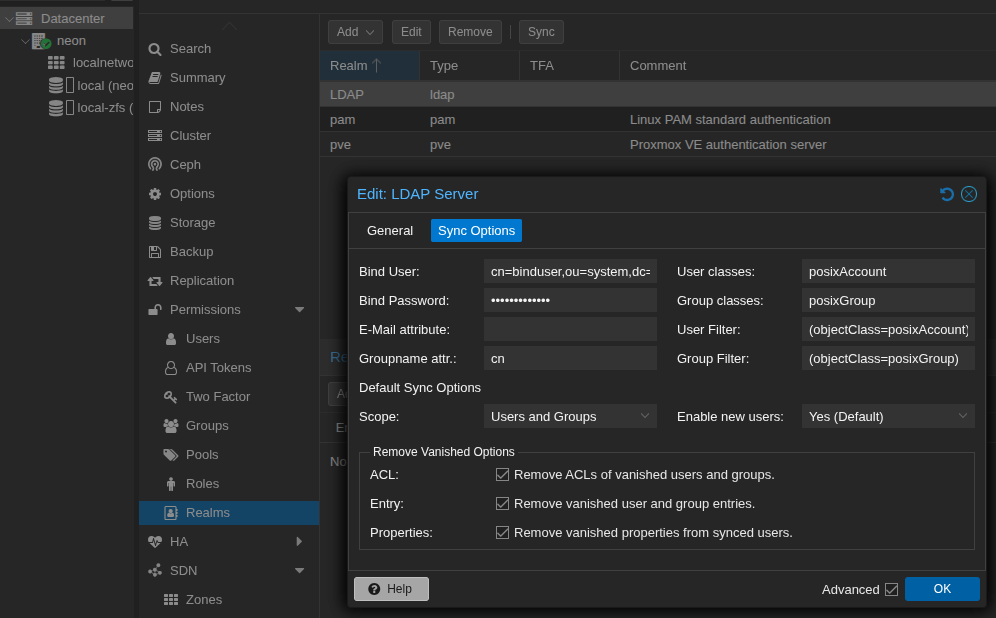 Datacenter
neon
localnetwo
local (neo
local-zfs (
Search
Summary
Notes
Cluster
Ceph
Options
Storage
Backup
Replication
Permissions
Users
API Tokens
Two Factor
Groups
Pools
Roles
Realms
HA
SDN
Zones
Add Edit Remove Sync
Realm Type TFA Comment
LDAP ldap
pam pam Linux PAM standard authentication
pve pve Proxmox VE authentication server
Re
A
E
No
Edit: LDAP Server
General Sync Options
Bind User: cn=binduser,ou=system,dc= User classes: posixAccount
Bind Password: ••••••••••••• Group classes: posixGroup
E-Mail attribute: User Filter: (objectClass=posixAccount)
Groupname attr.: cn Group Filter: (objectClass=posixGroup)
Default Sync Options
Scope: Users and Groups Enable new users: Yes (Default)
Remove Vanished Options
ACL: Remove ACLs of vanished users and groups.
Entry: Remove vanished user and group entries.
Properties: Remove vanished properties from synced users.
Help Advanced OK